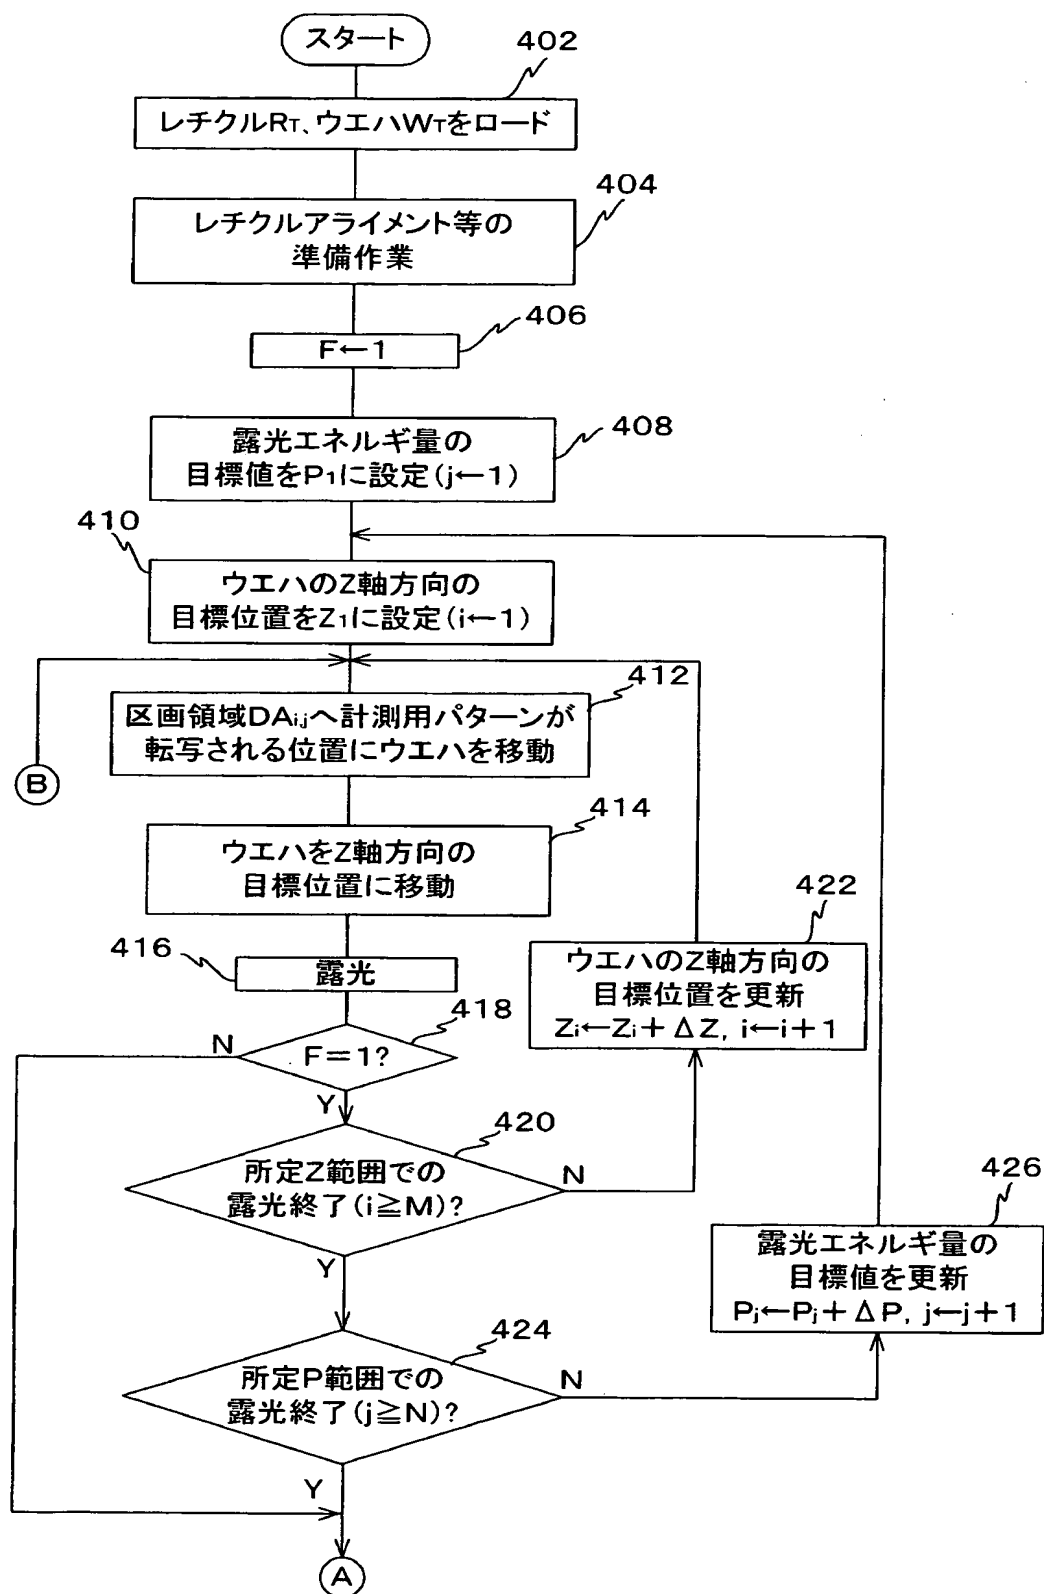 スタート
402
レチクルRT、ウエハWTをロード
404
レチクルアライメント等の
準備作業
406
F←1
408
露光エネルギ量の
目標値をP1に設定(j←1)
410
ウエハのZ軸方向の
目標位置をZ1に設定(i←1)
412
区画領域DAi,jへ計測用パターンが
転写される位置にウエハを移動
B
414
ウエハをZ軸方向の
目標位置に移動
416
露光
418
F=1?
N
Y
420
所定Z範囲での
露光終了(i≧M)?
N
Y
422
ウエハのZ軸方向の
目標位置を更新
Zi←Zi+ΔZ, i←i+1
424
所定P範囲での
露光終了(j≧N)?
N
Y
426
露光エネルギ量の
目標値を更新
Pj←Pj+ΔP, j←j+1
A